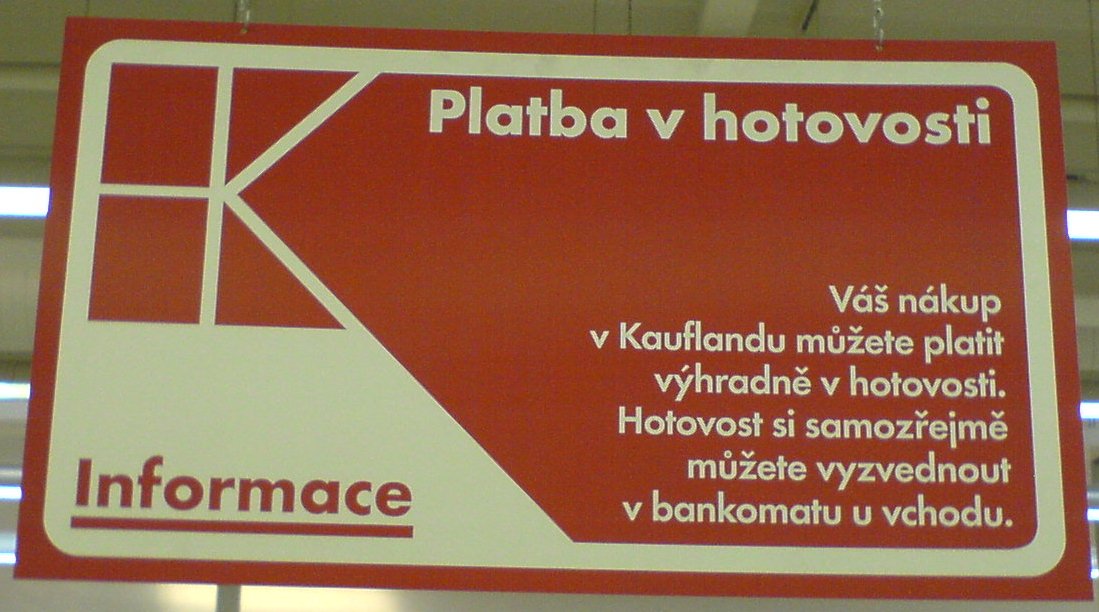 Platba v hotovosti
Váš nákup
v Kauflandu můžete platit
výhradně v hotovosti.
Hotovost si samozřejmě
můžete vyzvednout
v bankomatu u vchodu.
Informace